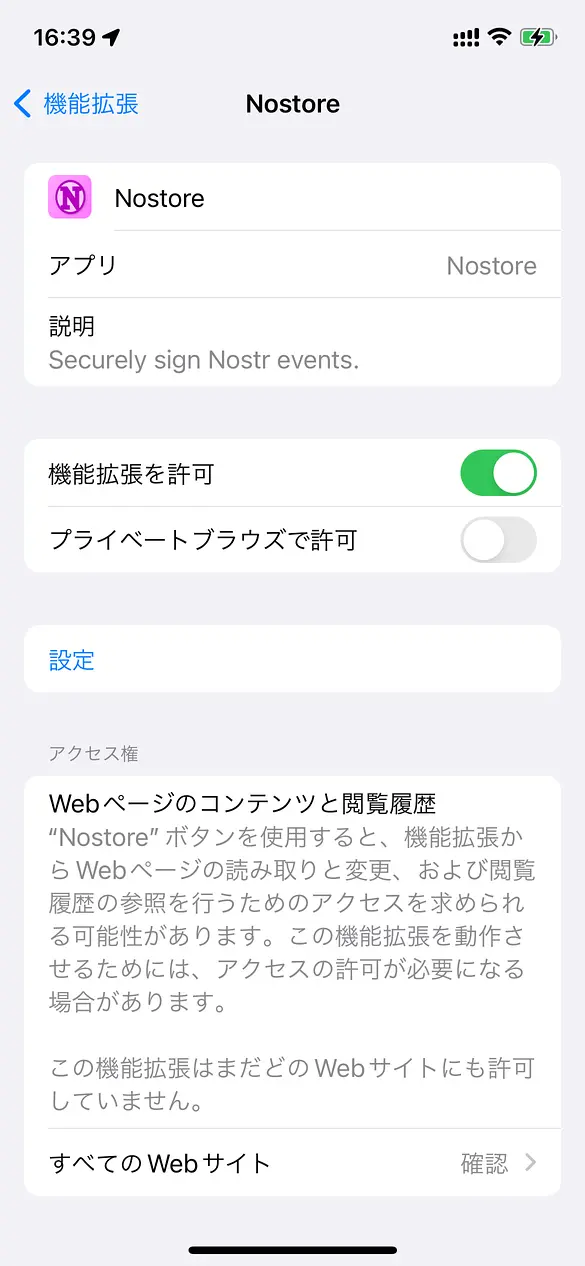 16:39
機能拡張
Nostore
N
Nostore
アプリ
Nostore
説明
Securely sign Nostr events.
機能拡張を許可
プライベートブラウズで許可
設定
アクセス権
Webページのコンテンツと閲覧履歴
“Nostore” ボタンを使用すると、機能拡張か
らWebページの読み取りと変更、および閲覧
履歴の参照を行うためのアクセスを求められ
る可能性があります。この機能拡張を動作さ
せるためには、アクセスの許可が必要になる
場合があります。
この機能拡張はまだどのWebサイトにも許可
していません。
すべてのWebサイト
確認